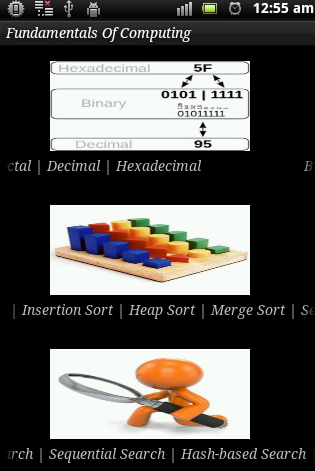 12:55 am
Fundamentals Of Computing
Hexadecimal 5F
Binary 0101 | 1111
01011111
Decimal 95
ctal | Decimal | Hexadecimal B
| Insertion Sort | Heap Sort | Merge Sort | Se
rch | Sequential Search | Hash-based Search